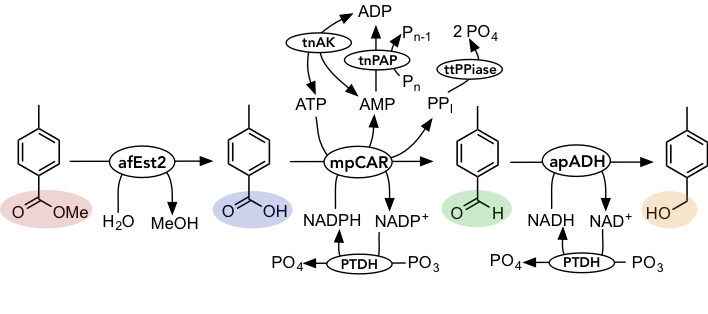 ADP
tnAK
P n-1
2 PO4
tnPAP
ttPPiase
Pn
ATP
AMP
PPI
afEst2
mpCAR
apADH
O
OMe
H2O
MeOH
O
OH
NADPH
NADP+
O
H
NADH
NAD+
HO
PO4
PTDH
PO3
PO4
PTDH
PO3